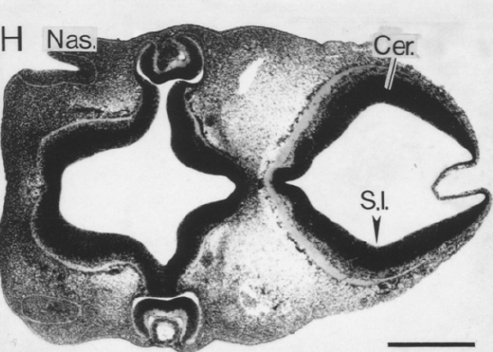 H
Nas.
Cer.
S.l.